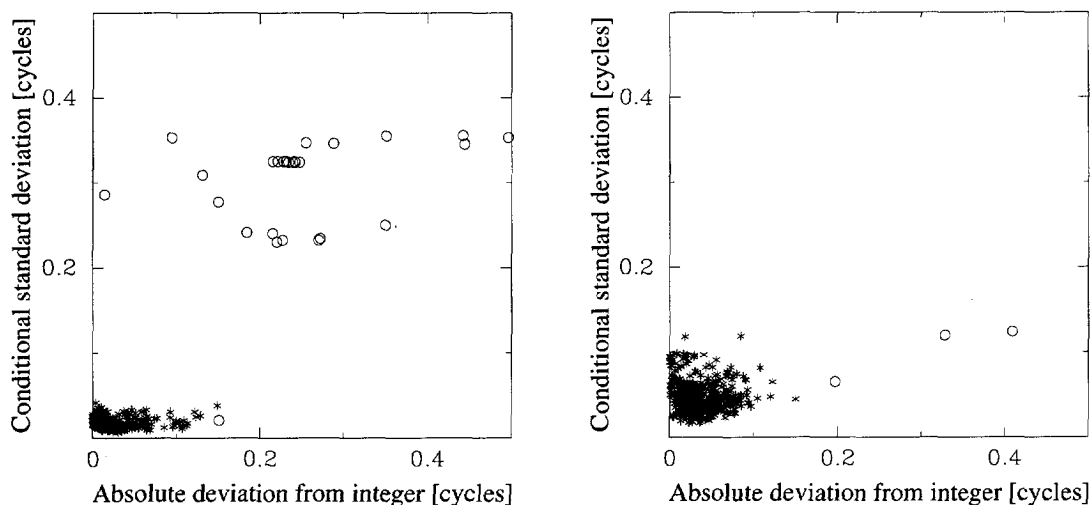 Conditional standard deviation [cycles]
0.4
0.2
0
0.2
0.4
Absolute deviation from integer [cycles]
Conditional standard deviation [cycles]
0.4
0.2
0
0.2
0.4
Absolute deviation from integer [cycles]